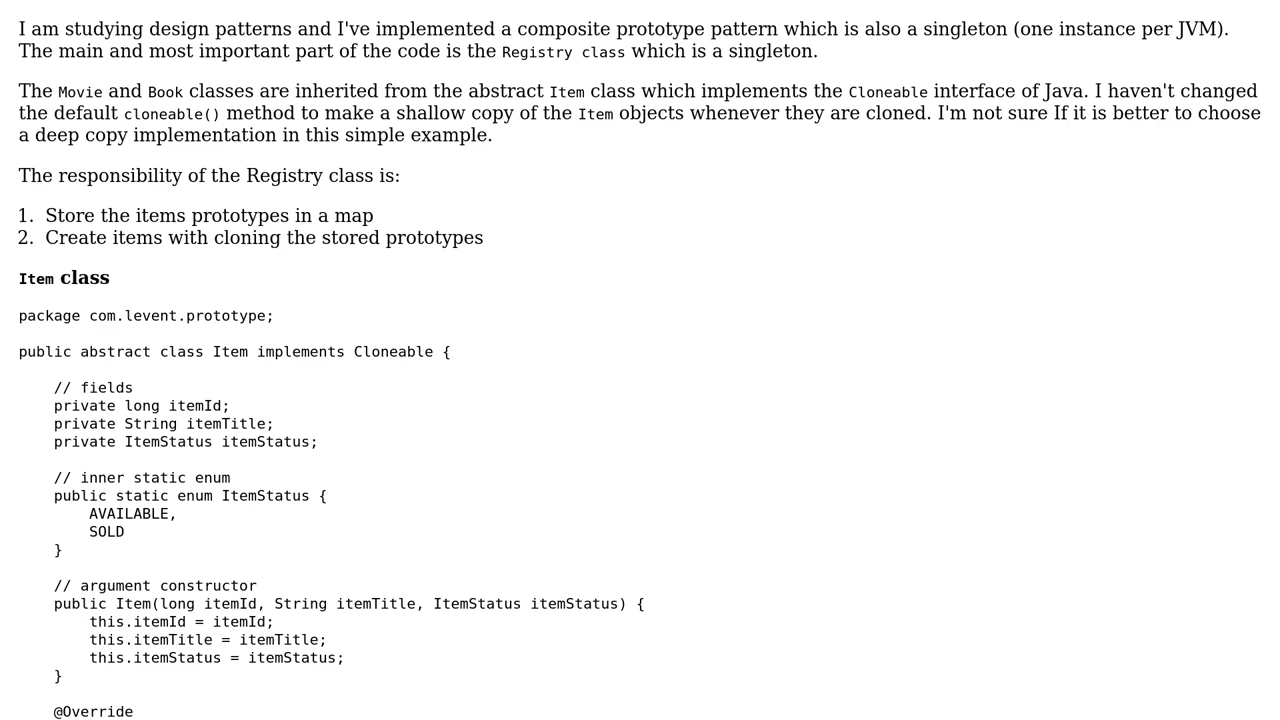 I am studying design patterns and I've implemented a composite prototype pattern which is also a singleton (one instance per JVM).
The main and most important part of the code is the Registry class which is a singleton.
The Movie and Book classes are inherited from the abstract Item class which implements the Cloneable interface of Java. I haven't changed
the default cloneable() method to make a shallow copy of the Item objects whenever they are cloned. I'm not sure If it is better to choose
a deep copy implementation in this simple example.
The responsibility of the Registry class is:
1. Store the items prototypes in a map
2. Create items with cloning the stored prototypes
Item class
package com.levent.prototype;
public abstract class Item implements Cloneable {
    // fields
    private long itemId;
    private String itemTitle;
    private ItemStatus itemStatus;
    // inner static enum
    public static enum ItemStatus {
        AVAILABLE,
        SOLD
    }
    // argument constructor
    public Item(long itemId, String itemTitle, ItemStatus itemStatus) {
        this.itemId = itemId;
        this.itemTitle = itemTitle;
        this.itemStatus = itemStatus;
    }
    @Override